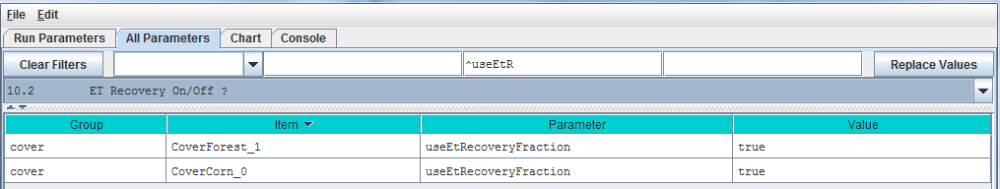 File Edit
Run Parameters All Parameters Chart Console
Clear Filters ^useEtR Replace Values
10.2 ET Recovery On/Off ?
Group Item Parameter Value
cover CoverForest_1 useEtRecoveryFraction true
cover CoverCorn_0 useEtRecoveryFraction true